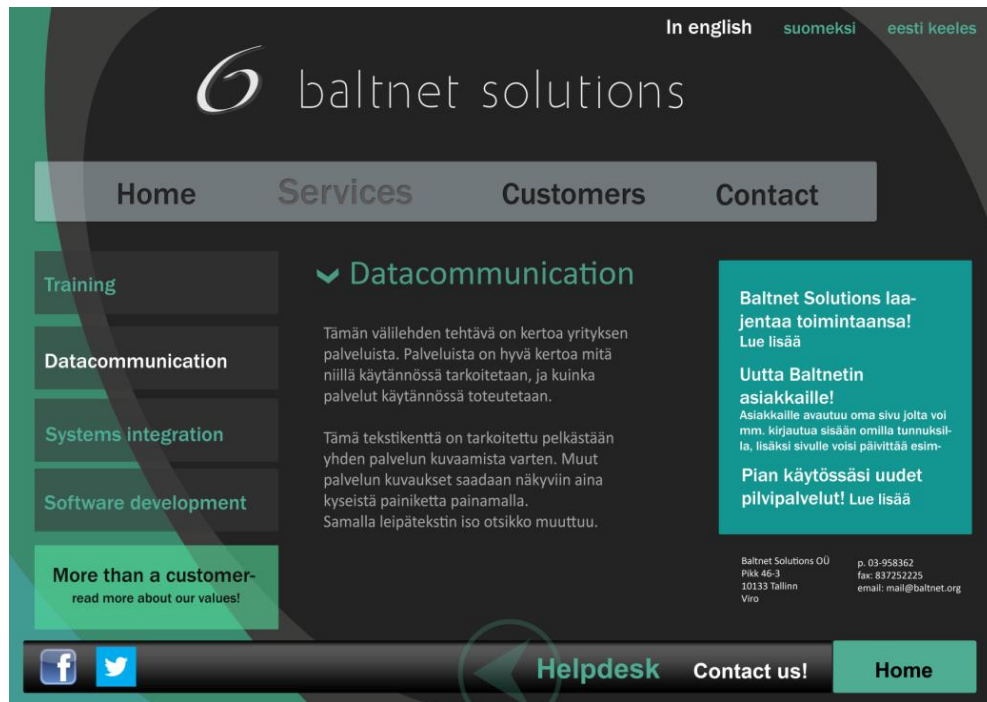 In english suomeksi eesti keeles
baltnet solutions
Home Services Customers Contact
Training
Datacommunication
Systems integration
Software development
More than a customer-
read more about our values!
Datacommunication
Tämän välilehden tehtävä on kertoa yrityksen
palveluista. Palveluista on hyvä kertoa mitä
niillä käytännössä tarkoitetaan, ja kuinka
palvelut käytännössä toteutetaan.
Tämä tekstikenttä on tarkoitettu pelkästään
yhden palvelun kuvaamista varten. Muut
palvelun kuvaukset saadaan näkyviin aina
kyseistä painiketta painamalla.
Samalla leipätekstin iso otsikko muuttuu.
Baltnet Solutions laa-
jentaa toimintaansa!
Lue lisää
Uutta Baltnetin
asiakkaille!
Asiakkaille avautuu oma sivu jolta voi
mm. kirjautua sisään omilla tunnuksil-
la, lisäksi sivulle voisi päivittää esim-
Pian käytössäsi uudet
pilvipalvelut! Lue lisää
Baltnet Solutions OÜ
Pikk 46-3
10133 Tallinn
Viro
p. 03-958362
fax: 837252225
email: mail@baltnet.org
Helpdesk Contact us! Home